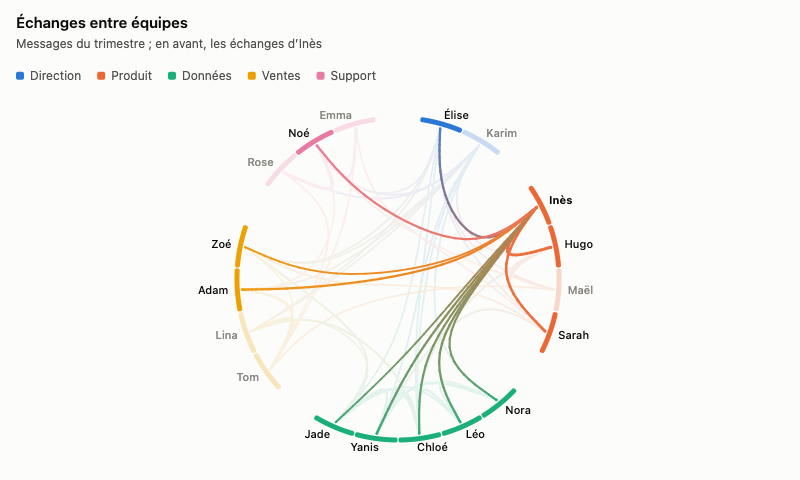 Échanges entre équipes
Messages du trimestre ; en avant, les échanges d’Inès
Direction
Produit
Données
Ventes
Support
Emma
Élise
Noé
Karim
Rose
Inès
Zoé
Hugo
Adam
Maël
Lina
Sarah
Tom
Nora
Jade
Léo
Yanis
Chloé